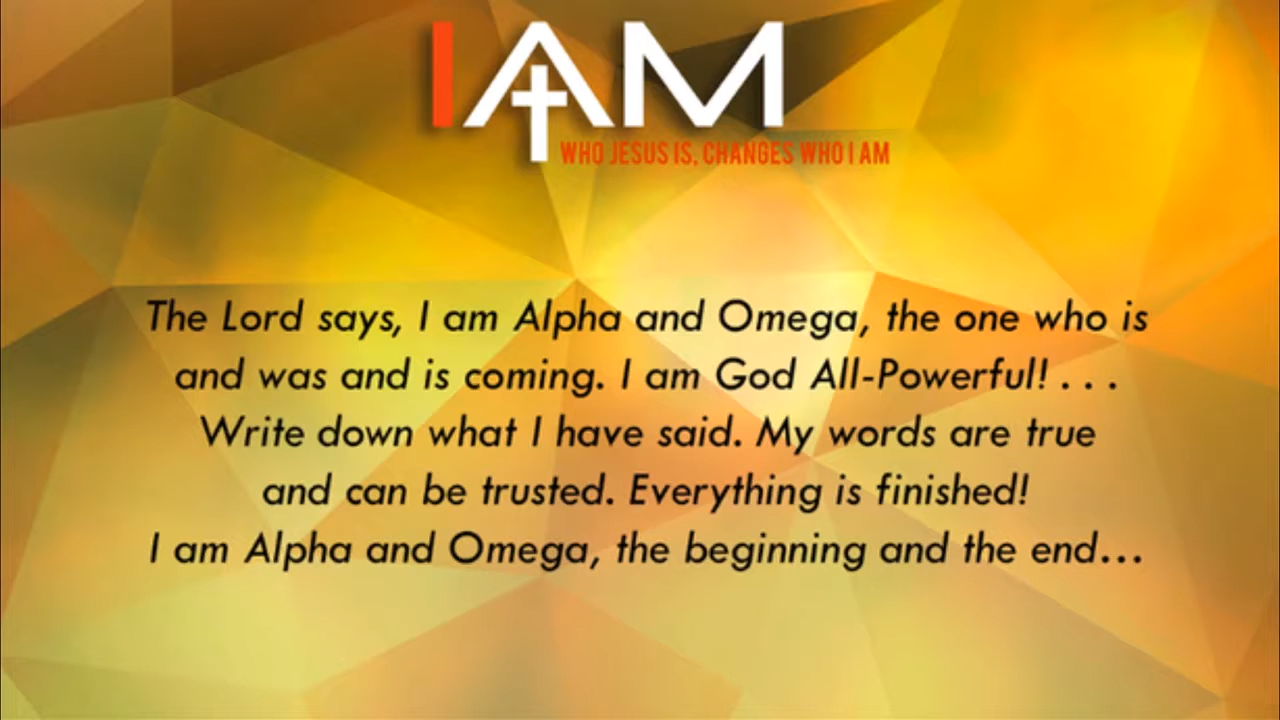 I AM
WHO JESUS IS, CHANGES WHO I AM
The Lord says, I am Alpha and Omega, the one who is
and was and is coming. I am God All-Powerful! . . .
Write down what I have said. My words are true
and can be trusted. Everything is finished!
I am Alpha and Omega, the beginning and the end...